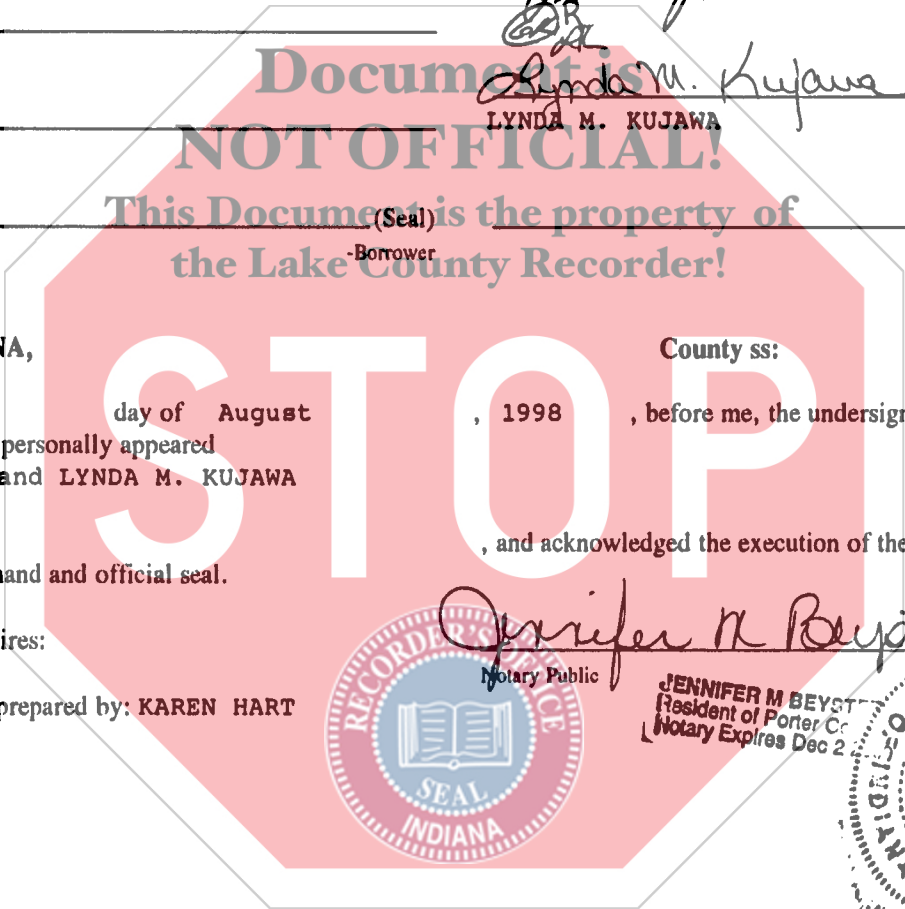 Document is
Lynda M. Kujawa
LYNDA M. KUJAWA
NOT OFFICIAL!
This Document is the property of
(Seal)
-Borrower
the Lake County Recorder!
STOP
NA, County ss:
day of August , 1998 , before me, the undersign
personally appeared
and LYNDA M. KUJAWA
, and acknowledged the execution of the
hand and official seal.
Jennifer M Beys
ires:
Notary Public
prepared by: KAREN HART
JENNIFER M BEYST
Resident of Porter Co
Notary Expires Dec 2
RECORDER'S OFFICE
SEAL
INDIANA